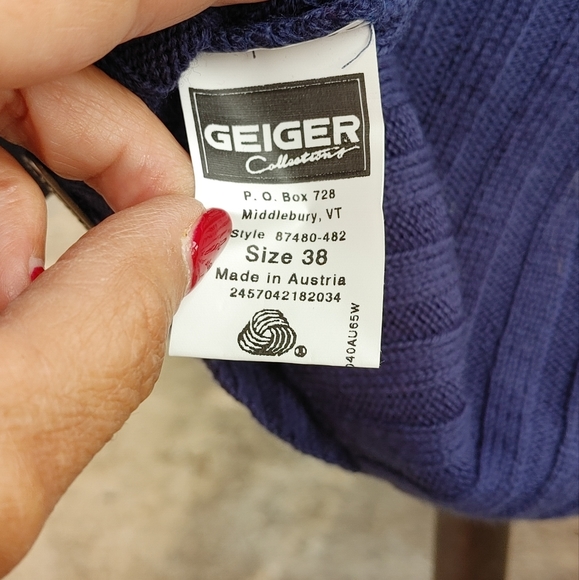 GEIGER
Collections
P. O. Box 728
Middlebury, VT
Style 87480-482
Size 38
Made in Austria
2457042182034
®
040AU65W